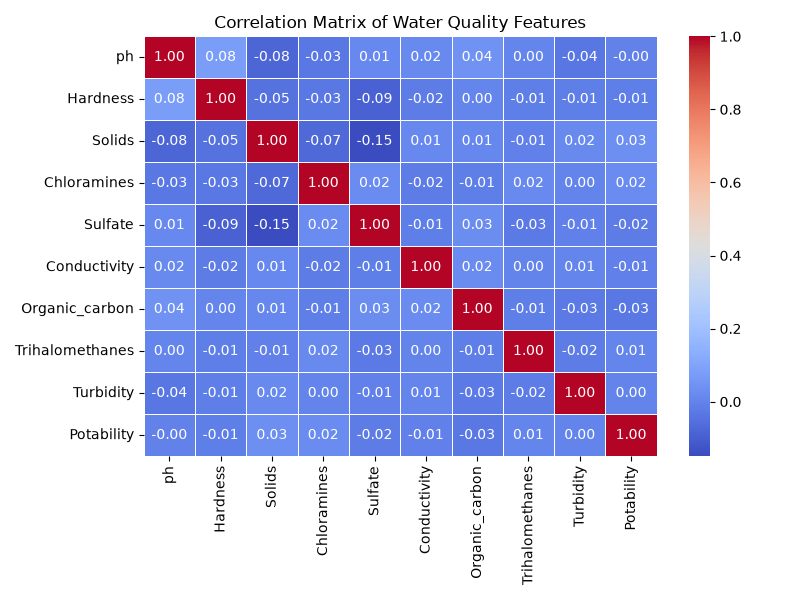 Correlation Matrix of Water Quality Features
ph 1.00 0.08 -0.08 -0.03 0.01 0.02 0.04 0.00 -0.04 -0.00
Hardness 0.08 1.00 -0.05 -0.03 -0.09 -0.02 0.00 -0.01 -0.01 -0.01
Solids -0.08 -0.05 1.00 -0.07 -0.15 0.01 0.01 -0.01 0.02 0.03
Chloramines -0.03 -0.03 -0.07 1.00 0.02 -0.02 -0.01 0.02 0.00 0.02
Sulfate 0.01 -0.09 -0.15 0.02 1.00 -0.01 0.03 -0.03 -0.01 -0.02
Conductivity 0.02 -0.02 0.01 -0.02 -0.01 1.00 0.02 0.00 0.01 -0.01
Organic_carbon 0.04 0.00 0.01 -0.01 0.03 0.02 1.00 -0.01 -0.03 -0.03
Trihalomethanes 0.00 -0.01 -0.01 0.02 -0.03 0.00 -0.01 1.00 -0.02 0.01
Turbidity -0.04 -0.01 0.02 0.00 -0.01 0.01 -0.03 -0.02 1.00 0.00
Potability -0.00 -0.01 0.03 0.02 -0.02 -0.01 -0.03 0.01 0.00 1.00
ph
Hardness
Solids
Chloramines
Sulfate
Conductivity
Organic_carbon
Trihalomethanes
Turbidity
Potability
1.0
0.8
0.6
0.4
0.2
0.0